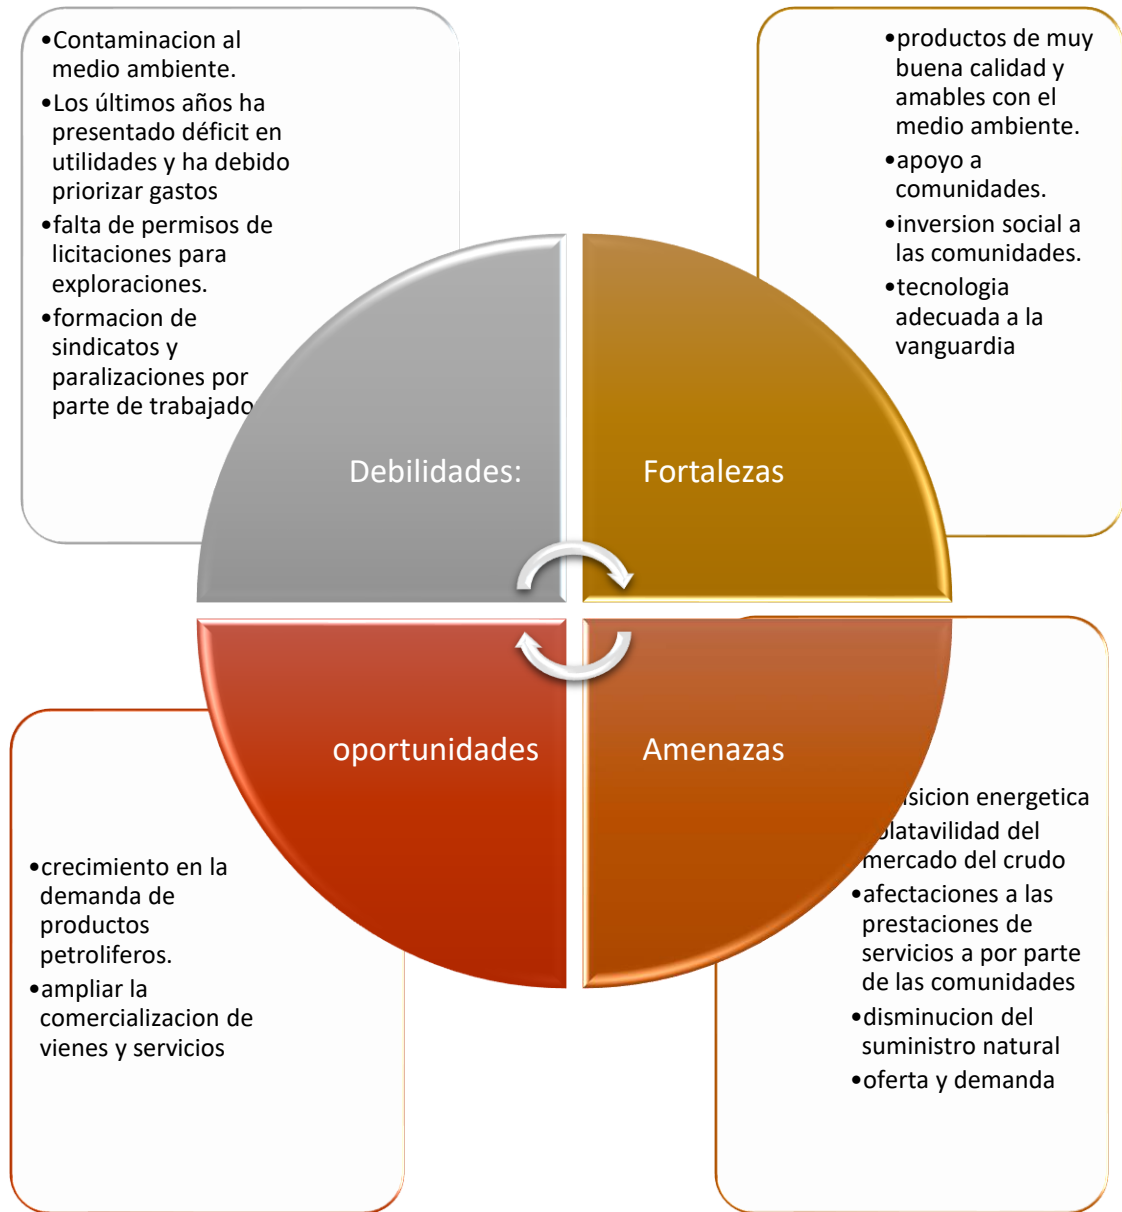 •Contaminacion al
medio ambiente.
•Los últimos años ha
presentado déficit en
utilidades y ha debido
priorizar gastos
•falta de permisos de
licitaciones para
exploraciones.
•formacion de
sindicatos y
paralizaciones por
parte de
•productos de muy
buena calidad y
amables con el
medio ambiente.
•apoyo a
comunidades.
•inversion social a
las comunidades.
•tecnologia
adecuada a la
vanguardia
Debilidades:
Fortalezas
oportunidades
Amenazas
•crecimiento en la
demanda de
productos
petroliferos.
•ampliar la
comercializacion de
vienes y servicios
energetica
del
mercado del crudo
•afectaciones a las
prestaciones de
servicios a por parte
de las comunidades
•disminucion del
suministro natural
•oferta y demanda